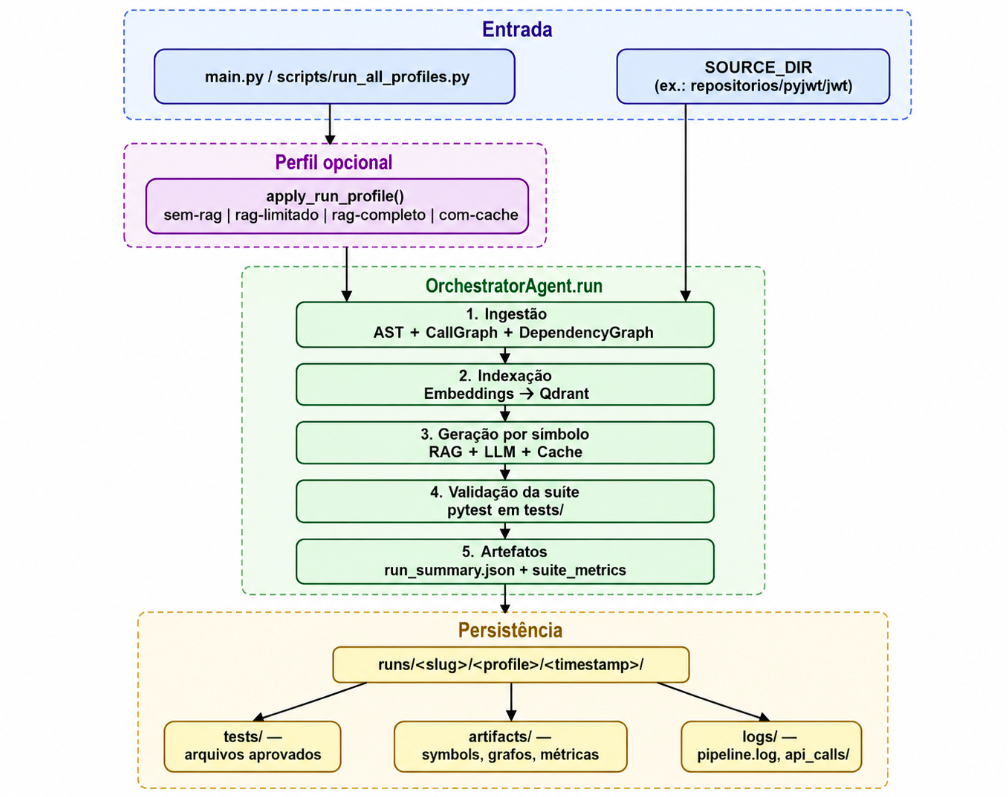 Entrada
main.py / scripts/run_all_profiles.py
SOURCE_DIR
(ex.: repositorios/pyjwt/jwt)
Perfil opcional
apply_run_profile()
sem-rag | rag-limitado | rag-completo | com-cache
OrchestratorAgent.run
1. Ingestão
AST + CallGraph + DependencyGraph
2. Indexação
Embeddings → Qdrant
3. Geração por símbolo
RAG + LLM + Cache
4. Validação da suíte
pytest em tests/
5. Artefatos
run_summary.json + suite_metrics
Persistência
runs/<slug>/<profile>/<timestamp>/
tests/ —
arquivos aprovados
artifacts/ —
symbols, grafos, métricas
logs/ —
pipeline.log, api_calls/